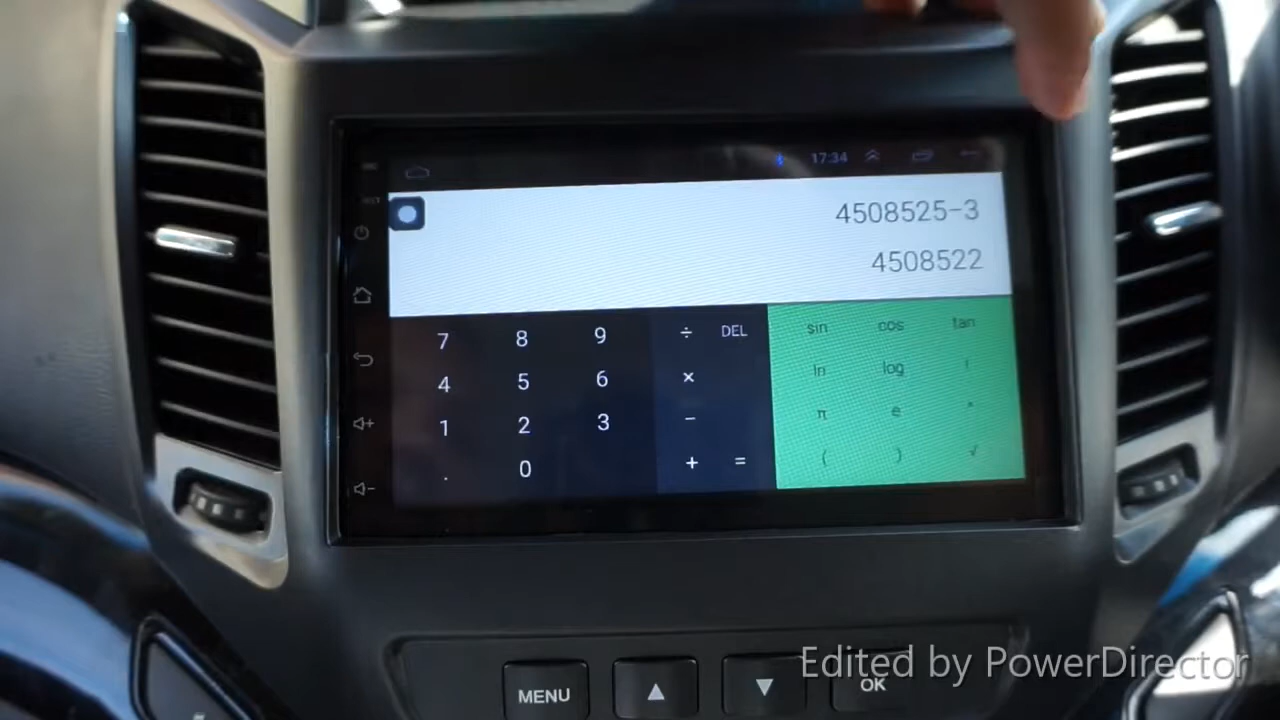 17:34
4508525-3
4508522
7 8 9 ÷ DEL
4 5 6 ×
1 2 3 −
. 0 + =
sin cos tan
ln log !
π e ^
( ) √
MENU ▲ ▼ OK
Edited by PowerDirector